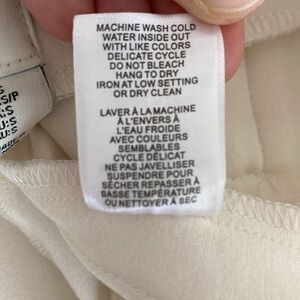 MACHINE WASH COLD
WATER INSIDE OUT
WITH LIKE COLORS
DELICATE CYCLE
DO NOT BLEACH
HANG TO DRY
IRON AT LOW SETTING
OR DRY CLEAN
LAVER À LA MACHINE
À L'ENVERS À
L'EAU FROIDE
AVEC COULEURS
SEMBLABLES
CYCLE DÉLICAT
NE PAS JAVELLISER
SUSPENDRE POUR
SÉCHER REPASSER À
BASSE TEMPÉRATURE
OU NETTOYER À SEC
S/P
:S
U:S